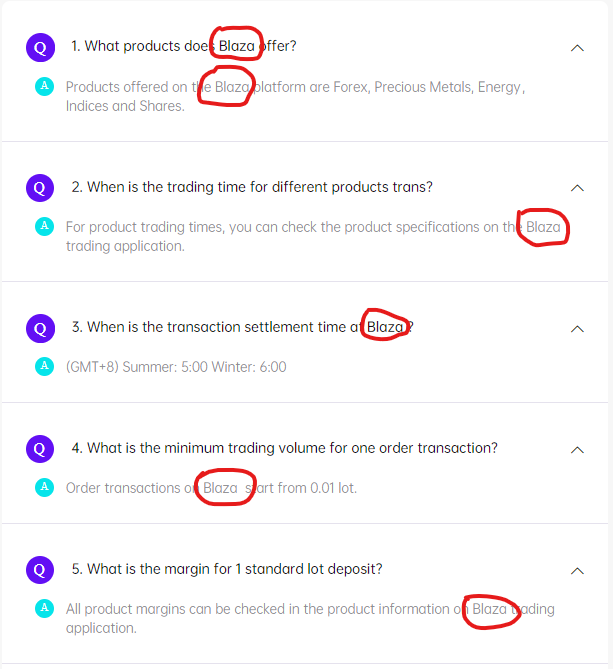 Q 1. What products does Blaza offer?
A Products offered on the Blaza platform are Forex, Precious Metals, Energy,
Indices and Shares.
Q 2. When is the trading time for different products trans?
A For product trading times, you can check the product specifications on the Blaza
trading application.
Q 3. When is the transaction settlement time at Blaza?
A (GMT+8) Summer: 5:00 Winter: 6:00
Q 4. What is the minimum trading volume for one order transaction?
A Order transactions on Blaza start from 0.01 lot.
Q 5. What is the margin for 1 standard lot deposit?
A All product margins can be checked in the product information on Blaza trading
application.